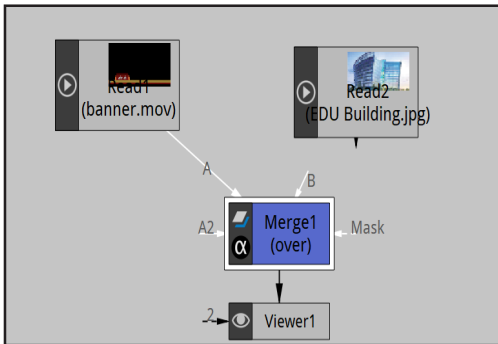 Read1
(banner.mov)
Read2
(EDU Building.jpg)
A
B
A2
Merge1
(over)
Mask
α
2
Viewer1